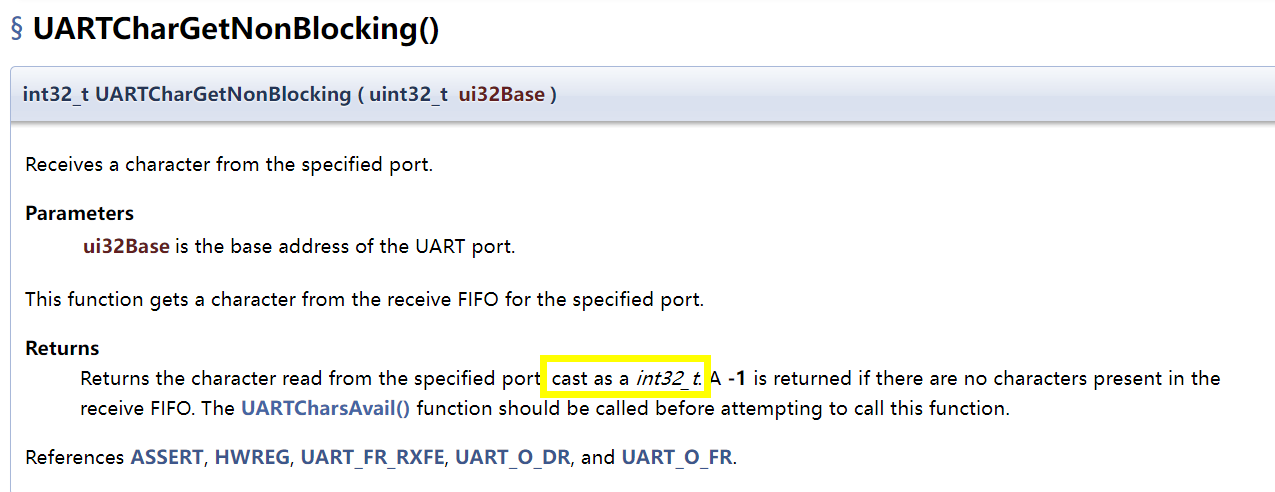 § UARTCharGetNonBlocking()
int32_t UARTCharGetNonBlocking ( uint32_t ui32Base )
Receives a character from the specified port.
Parameters
ui32Base is the base address of the UART port.
This function gets a character from the receive FIFO for the specified port.
Returns
Returns the character read from the specified port, cast as a int32_t. A -1 is returned if there are no characters present in the
receive FIFO. The UARTCharsAvail() function should be called before attempting to call this function.
References ASSERT, HWREG, UART_FR_RXFE, UART_O_DR, and UART_O_FR.